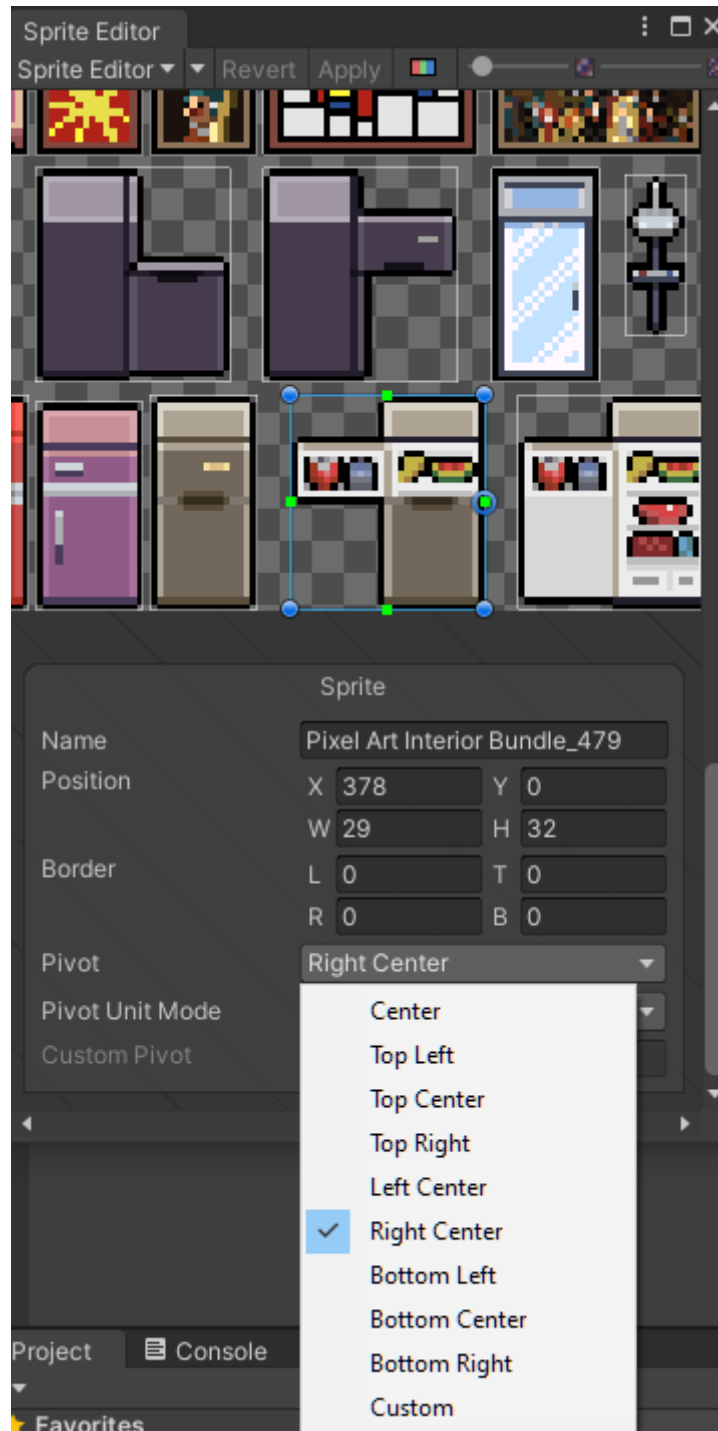 Sprite Editor
Sprite Editor Revert Apply
Sprite
Name Pixel Art Interior Bundle_479
Position X 378 Y 0
W 29 H 32
Border L 0 T 0
R 0 B 0
Pivot Right Center
Pivot Unit Mode
Custom Pivot
Center
Top Left
Top Center
Top Right
Left Center
Right Center
Bottom Left
Bottom Center
Bottom Right
Custom
Project Console
Favorites